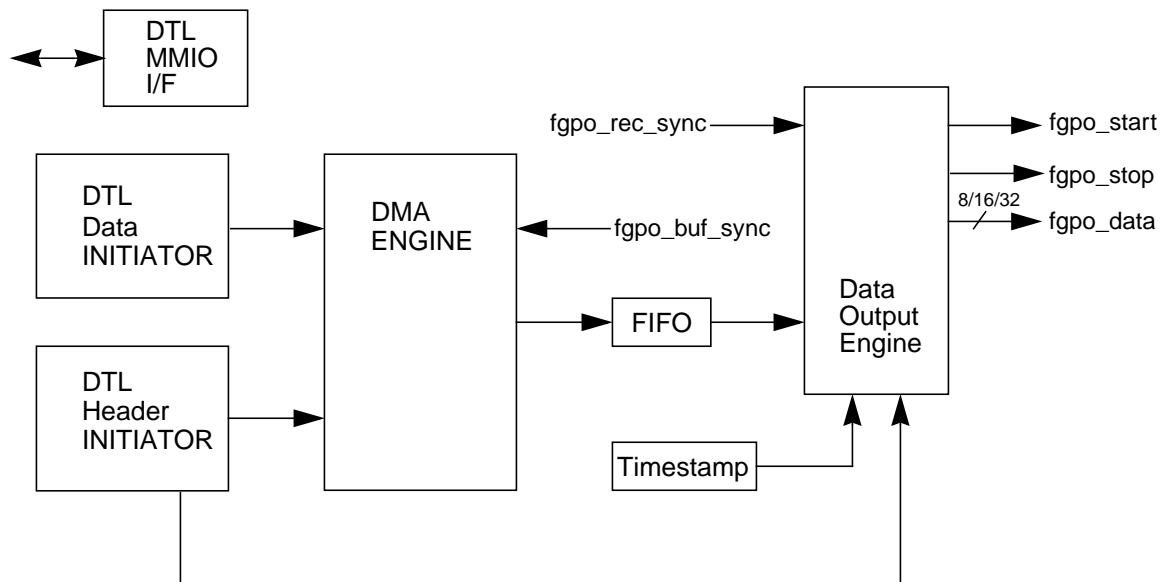 DTL
MMIO
I/F
fgpo_rec_sync
fgpo_start
fgpo_stop
8/16/32
fgpo_data
DTL
Data
INITIATOR
DMA
ENGINE
fgpo_buf_sync
FIFO
Data
Output
Engine
DTL
Header
INITIATOR
Timestamp